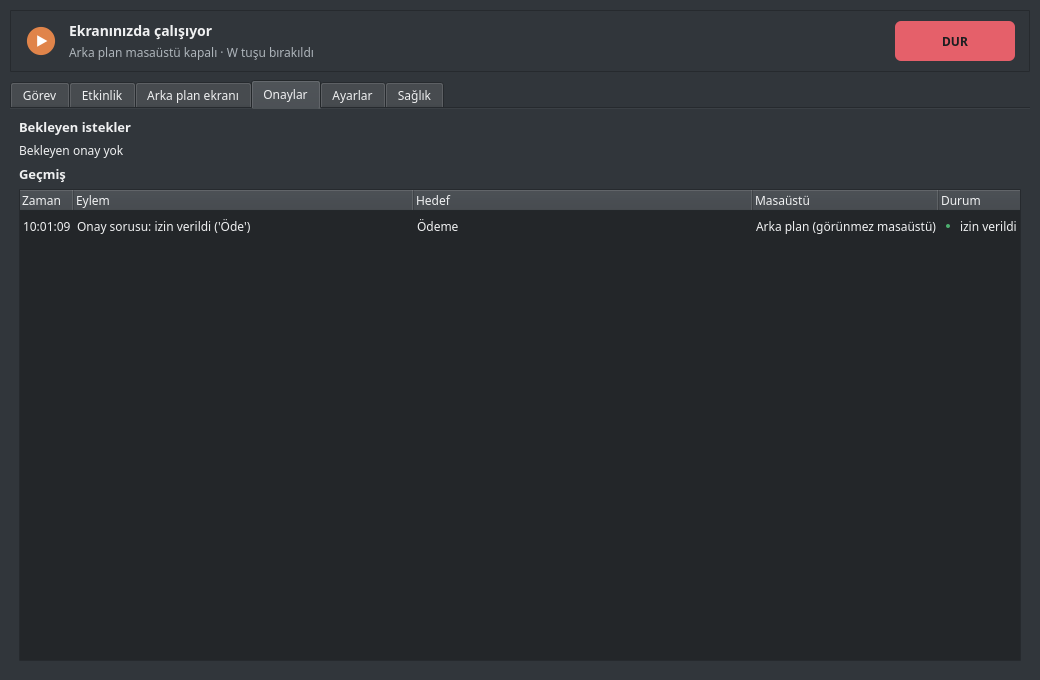 Ekranınızda çalışıyor
Arka plan masaüstü kapalı · W tuşu bırakıldı
DUR
Görev Etkinlik Arka plan ekranı Onaylar Ayarlar Sağlık
Bekleyen istekler
Bekleyen onay yok
Geçmiş
Zaman Eylem Hedef Masaüstü Durum
10:01:09 Onay sorusu: izin verildi ('Öde') Ödeme Arka plan (görünmez masaüstü) izin verildi